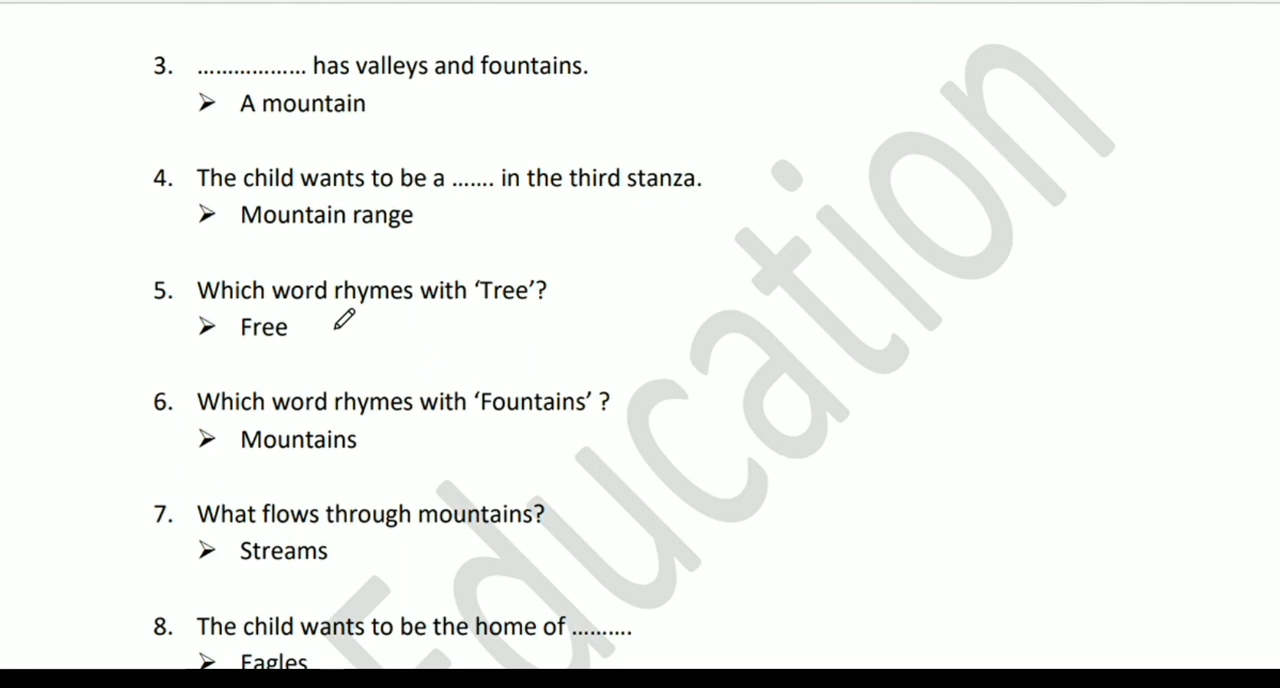 3. .................. has valleys and fountains.
➢ A mountain
4. The child wants to be a ....... in the third stanza.
➢ Mountain range
5. Which word rhymes with ‘Tree’?
➢ Free
6. Which word rhymes with ‘Fountains’ ?
➢ Mountains
7. What flows through mountains?
➢ Streams
8. The child wants to be the home of ..........
➢ Eagles
Education